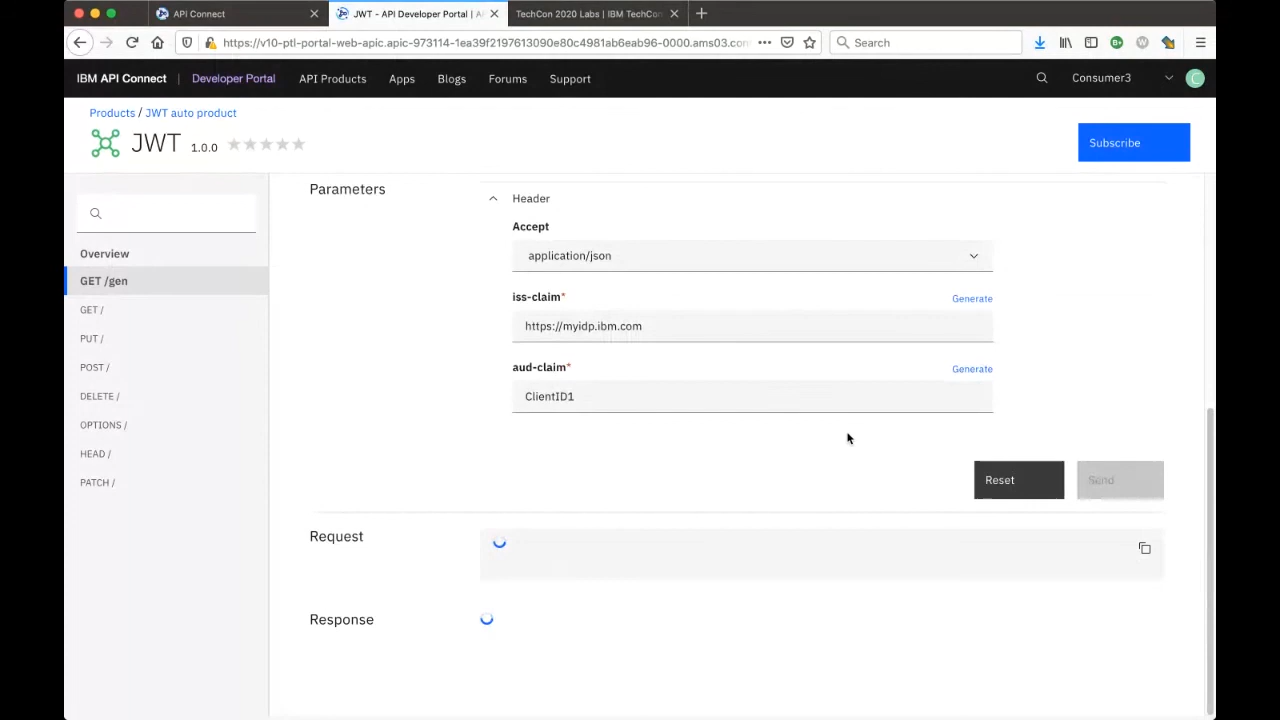 API Connect
JWT - API Developer Portal | A
TechCon 2020 Labs | IBM TechCon
https://v10-ptl-portal-web-apic.apic-973114-1ea39f2197613090e80c4981ab6eab96-0000.ams03.con
Search
IBM API Connect | Developer Portal
API Products
Apps
Blogs
Forums
Support
Consumer3
C
Products / JWT auto product
JWT 1.0.0
Subscribe
Overview
GET /gen
GET /
PUT /
POST /
DELETE /
OPTIONS /
HEAD /
PATCH /
Parameters
Header
Accept
application/json
iss-claim*
Generate
https://myidp.ibm.com
aud-claim*
Generate
ClientID1
Reset
Send
Request
Response